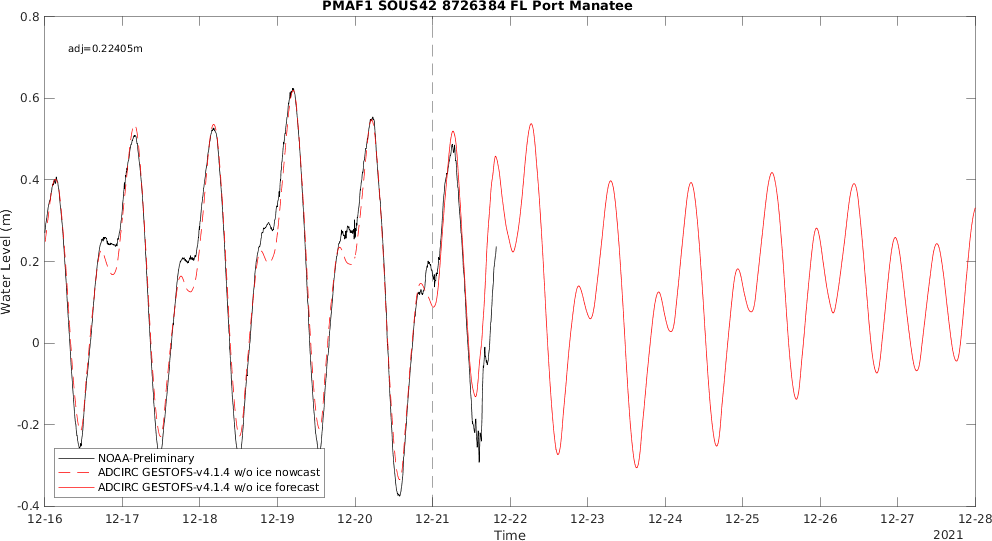 PMAF1 SOUS42 8726384 FL Port Manatee
adj=0.22405m
Water Level (m)
0.8
0.6
0.4
0.2
0
-0.2
-0.4
NOAA-Preliminary
ADCIRC GESTOFS-v4.1.4 w/o ice nowcast
ADCIRC GESTOFS-v4.1.4 w/o ice forecast
12-16 12-17 12-18 12-19 12-20 12-21 12-22 12-23 12-24 12-25 12-26 12-27 12-28
Time
2021